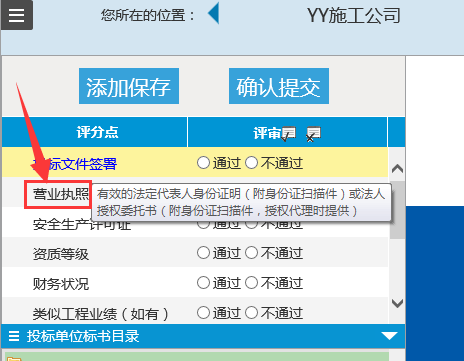 您所在的位置：
YY施工公司
添加保存 确认提交
评分点 评审
标文件签署 通过 不通过
营业执照
有效的法定代表人身份证明（附身份证扫描件）或法人
授权委托书（附身份证扫描件，授权代理时提供）
安全生产许可证 通过 不通过
资质等级 通过 不通过
财务状况 通过 不通过
类似工程业绩（如有） 通过 不通过
投标单位标书目录